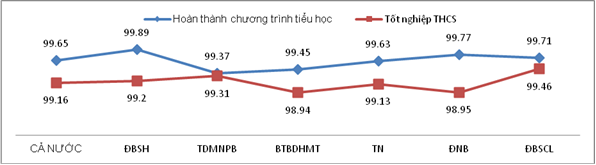 Hoàn thành chương trình tiểu học Tốt nghiệp THCS
99.65 99.89 99.37 99.45 99.63 99.77 99.71
99.16 99.2 99.31 98.94 99.13 98.95 99.46
CẢ NƯỚC ĐBSH TDMNPB BTBDHMT TN ĐNB ĐBSCL